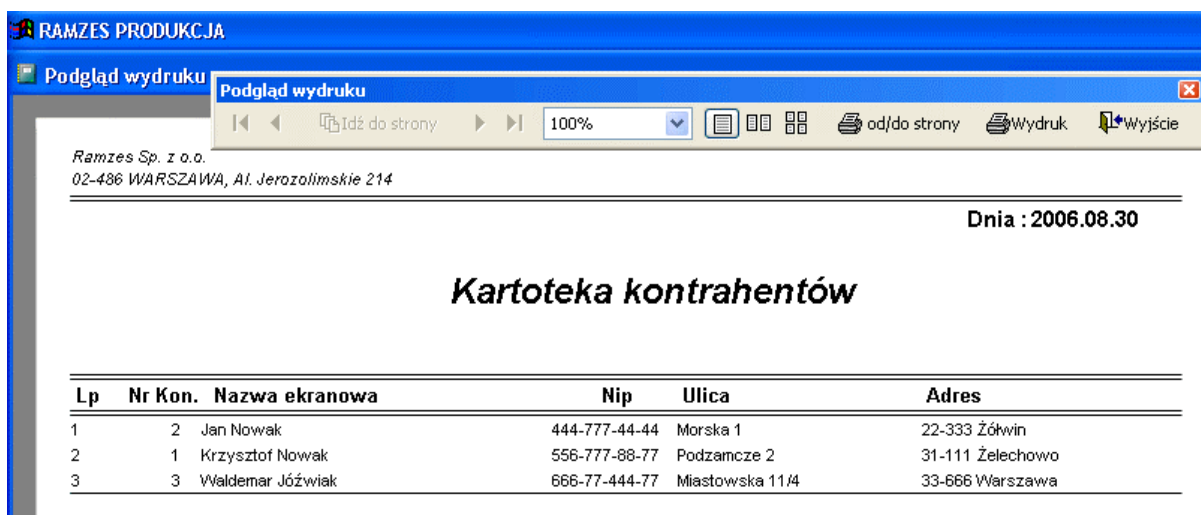 RAMZES PRODUKCJA
Podgląd wydruku
Podgląd wydruku
Idź do strony 100% od/do strony Wydruk Wyjście
Ramzes Sp. z o.o.
02-486 WARSZAWA, Al. Jerozolimskie 214
Dnia : 2006.08.30
Kartoteka kontrahentów
Lp Nr Kon. Nazwa ekranowa Nip Ulica Adres
1 2 Jan Nowak 444-777-44-44 Morska 1 22-333 Żółwin
2 1 Krzysztof Nowak 556-777-88-77 Podzamcze 2 31-111 Żelechowo
3 3 Waldemar Jóźwiak 666-77-444-77 Miastowska 11/4 33-666 Warszawa